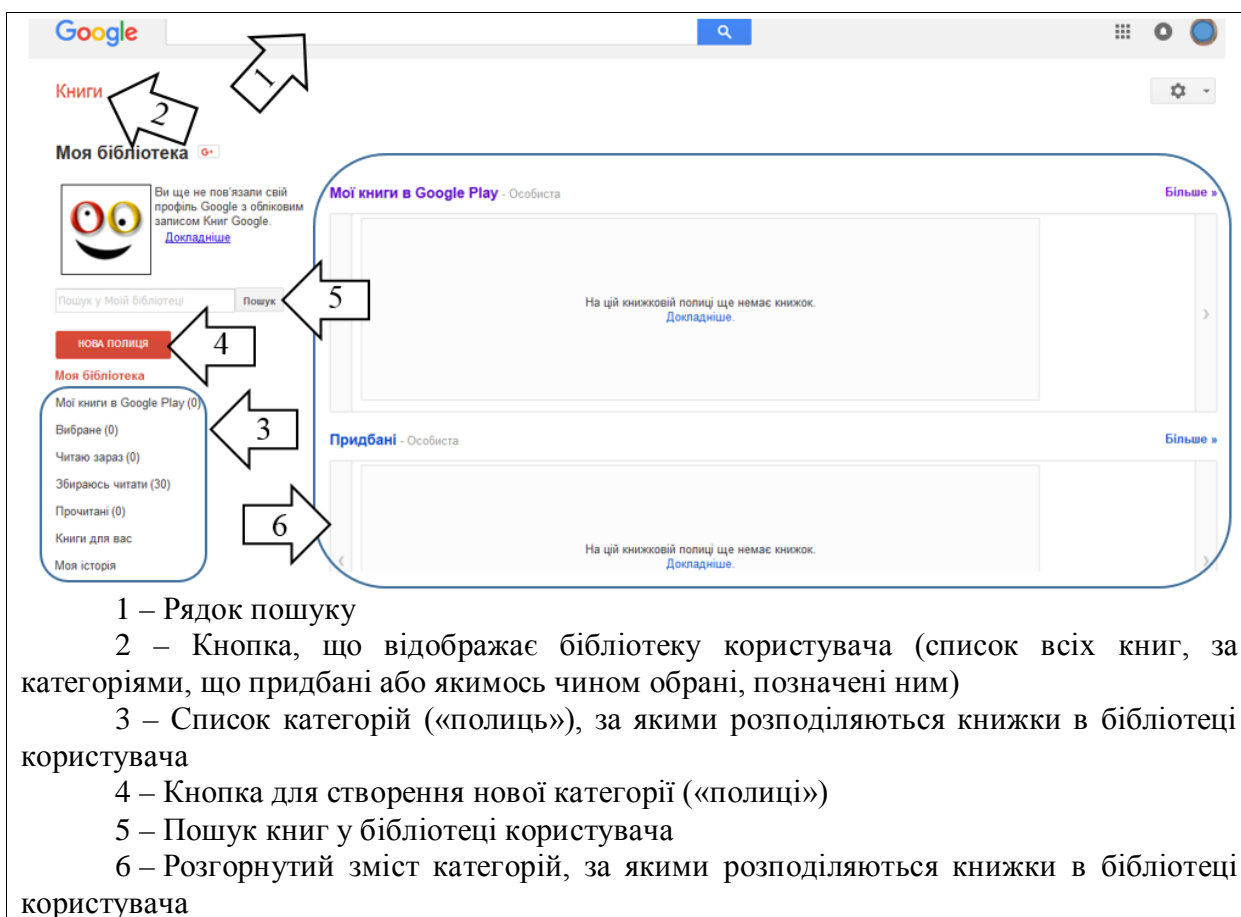 Google
1
Книги
2
Моя бібліотека G+
Ви ще не пов'язали свій
профіль Google з обліковим
записом Книг Google.
Докладніше
Мої книги в Google Play - Особиста
Більше »
Пошук у Моїй бібліотеці
Пошук
5
На цій книжковій полиці ще немає книжок.
Докладніше.
НОВА ПОЛИЦЯ
4
Моя бібліотека
Мої книги в Google Play (0)
Вибране (0)
3
Читаю зараз (0)
Збираюсь читати (30)
Прочитані (0)
Книги для вас
Моя історія
Придбані - Особиста
Більше »
6
На цій книжковій полиці ще немає книжок.
Докладніше.
1 – Рядок пошуку
2 – Кнопка, що відображає бібліотеку користувача (список всіх книг, за
категоріями, що придбані або якимось чином обрані, позначені ним)
3 – Список категорій («полиць»), за якими розподіляються книжки в бібліотеці
користувача
4 – Кнопка для створення нової категорії («полиці»)
5 – Пошук книг у бібліотеці користувача
6 – Розгорнутий зміст категорій, за якими розподіляються книжки в бібліотеці
користувача